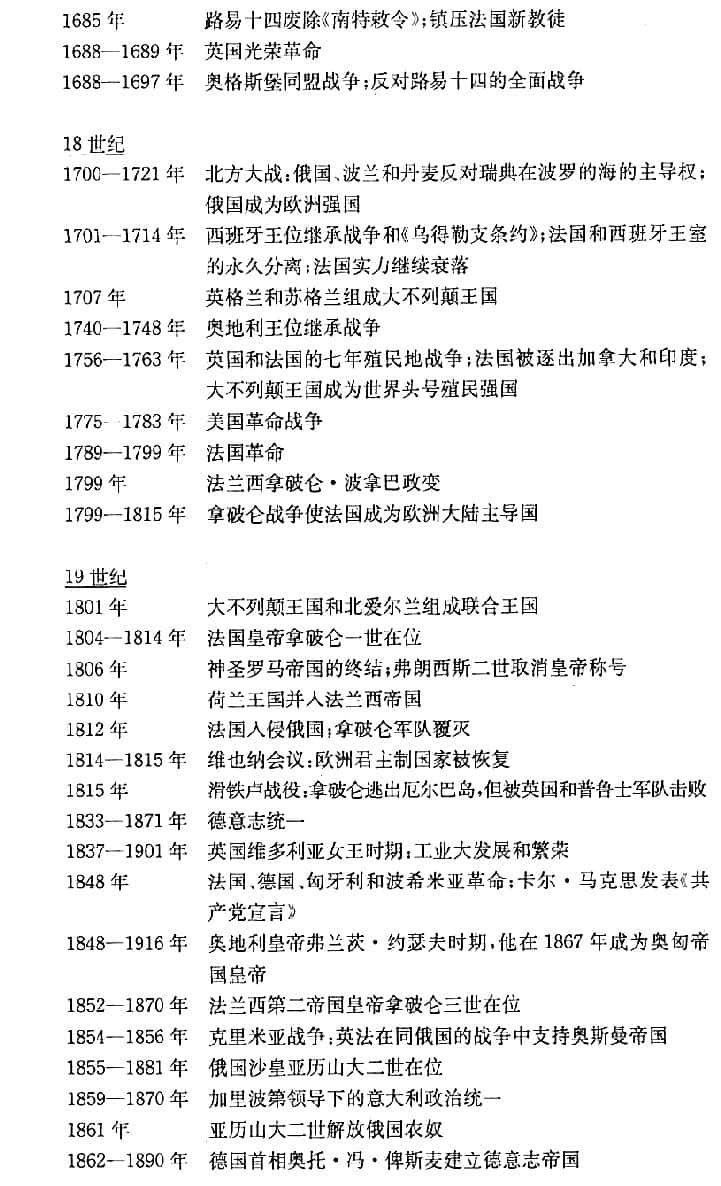 1685 年 路易十四废除《南特敕令》;镇压法国新教徒
1688—1689 年 英国光荣革命
1688—1697 年 奥格斯堡同盟战争;反对路易十四的全面战争
18 世纪
1700—1721 年 北方大战:俄国、波兰和丹麦反对瑞典在波罗的海的主导权;
俄国成为欧洲强国
1701—1714 年 西班牙王位继承战争和《乌得勒支条约》;法国和西班牙王室
的永久分离;法国实力继续衰落
1707 年 英格兰和苏格兰组成大不列颠王国
1740—1748 年 奥地利王位继承战争
1756—1763 年 英国和法国的七年殖民地战争;法国被逐出加拿大和印度;
大不列颠王国成为世界头号殖民强国
1775—1783 年 美国革命战争
1789—1799 年 法国革命
1799 年 法兰西拿破仑·波拿巴政变
1799—1815 年 拿破仑战争使法国成为欧洲大陆主导国
19 世纪
1801 年 大不列颠王国和北爱尔兰组成联合王国
1804—1814 年 法国皇帝拿破仑一世在位
1806 年 神圣罗马帝国的终结;弗朗西斯二世取消皇帝称号
1810 年 荷兰王国并入法兰西帝国
1812 年 法国入侵俄国;拿破仑军队覆灭
1814—1815 年 维也纳会议:欧洲君主制国家被恢复
1815 年 滑铁卢战役:拿破仑逃出厄尔巴岛,但被英国和普鲁士军队击败
1833—1871 年 德意志统一
1837—1901 年 英国维多利亚女王时期;工业大发展和繁荣
1848 年 法国、德国、匈牙利和波希米亚革命;卡尔·马克思发表《共
产党宣言》
1848—1916 年 奥地利皇帝弗兰茨·约瑟夫时期,他在 1867 年成为奥匈帝
国皇帝
1852—1870 年 法兰西第二帝国皇帝拿破仑三世在位
1854—1856 年 克里米亚战争:英法在同俄国的战争中支持奥斯曼帝国
1855—1881 年 俄国沙皇亚历山大二世在位
1859—1870 年 加里波第领导下的意大利政治统一
1861 年 亚历山大二世解放俄国农奴
1862—1890 年 德国首相奥托·冯·俾斯麦建立德意志帝国